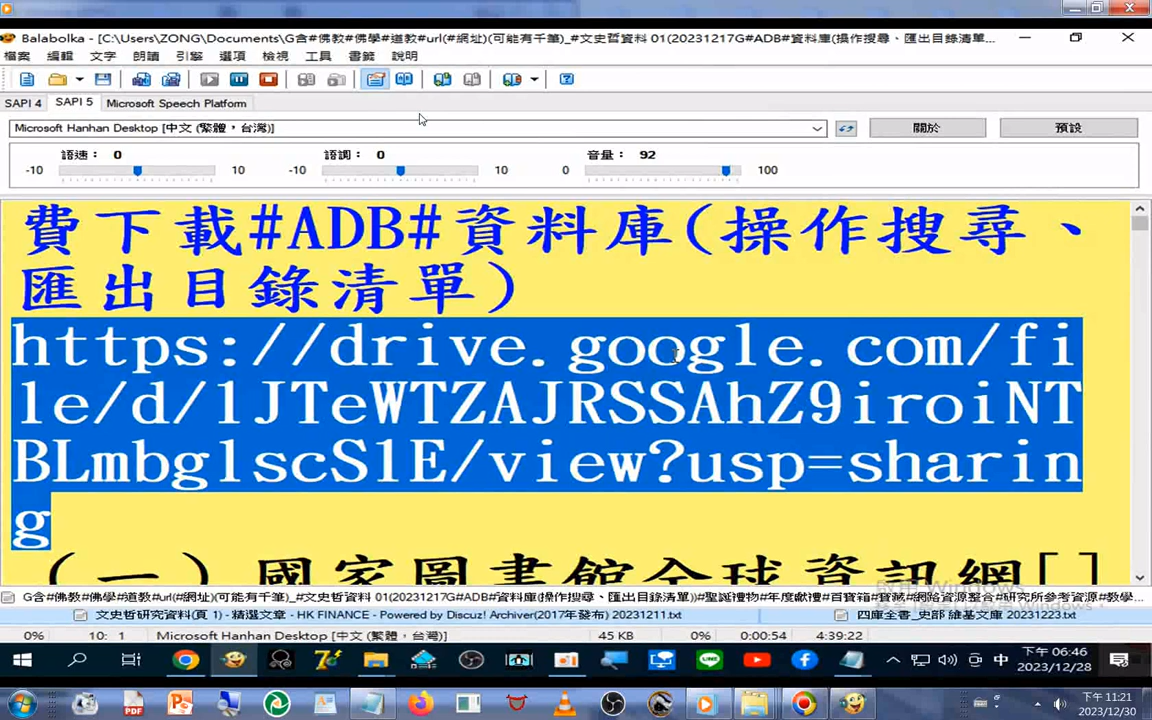 Balabolka - [C:\Users\ZONG\Documents\G含#佛教#佛學#道教#url(#網址)(可能有千筆)_#文史哲資料 01(20231217G#ADB#資料庫(操作搜尋、匯出目錄清單...
檔案 編輯 文字 朗讀 引擎 選項 檢視 工具 書籤 說明
SAPI 4 SAPI 5 Microsoft Speech Platform
Microsoft Hanhan Desktop [中文 (繁體，台灣)] 關於 預設
語速： 0 語調： 0 音量： 92
-10 10 -10 10 0 100
費下載#ADB#資料庫(操作搜尋、
匯出目錄清單)
https://drive.google.com/fi
le/d/1JTeWTZAJRSSAhZ9iroiNT
BLmbglscS1E/view?usp=sharin
g
(一) 國家圖書館全球資訊網[]
G含#佛教#佛學#道教#url(#網址)(可能有千筆)_#文史哲資料 01(20231217G#ADB#資料庫(操作搜尋、匯出目錄清單))#聖誕禮物#年度獻禮#百寶箱#寶藏#網路資源整合#研究所參考資源#教學...
文史哲研究資料(頁 1) - 精選文章 - HK FINANCE - Powered by Discuz! Archiver(2017年發布) 20231211.txt 四庫全書_史部 維基文庫 20231223.txt
0% 10: 1 Microsoft Hanhan Desktop [中文 (繁體，台灣)] 45 KB 0% 0:00:54 4:39:22
中 下午 06:46
2023/12/28
下午 11:21
2023/12/30